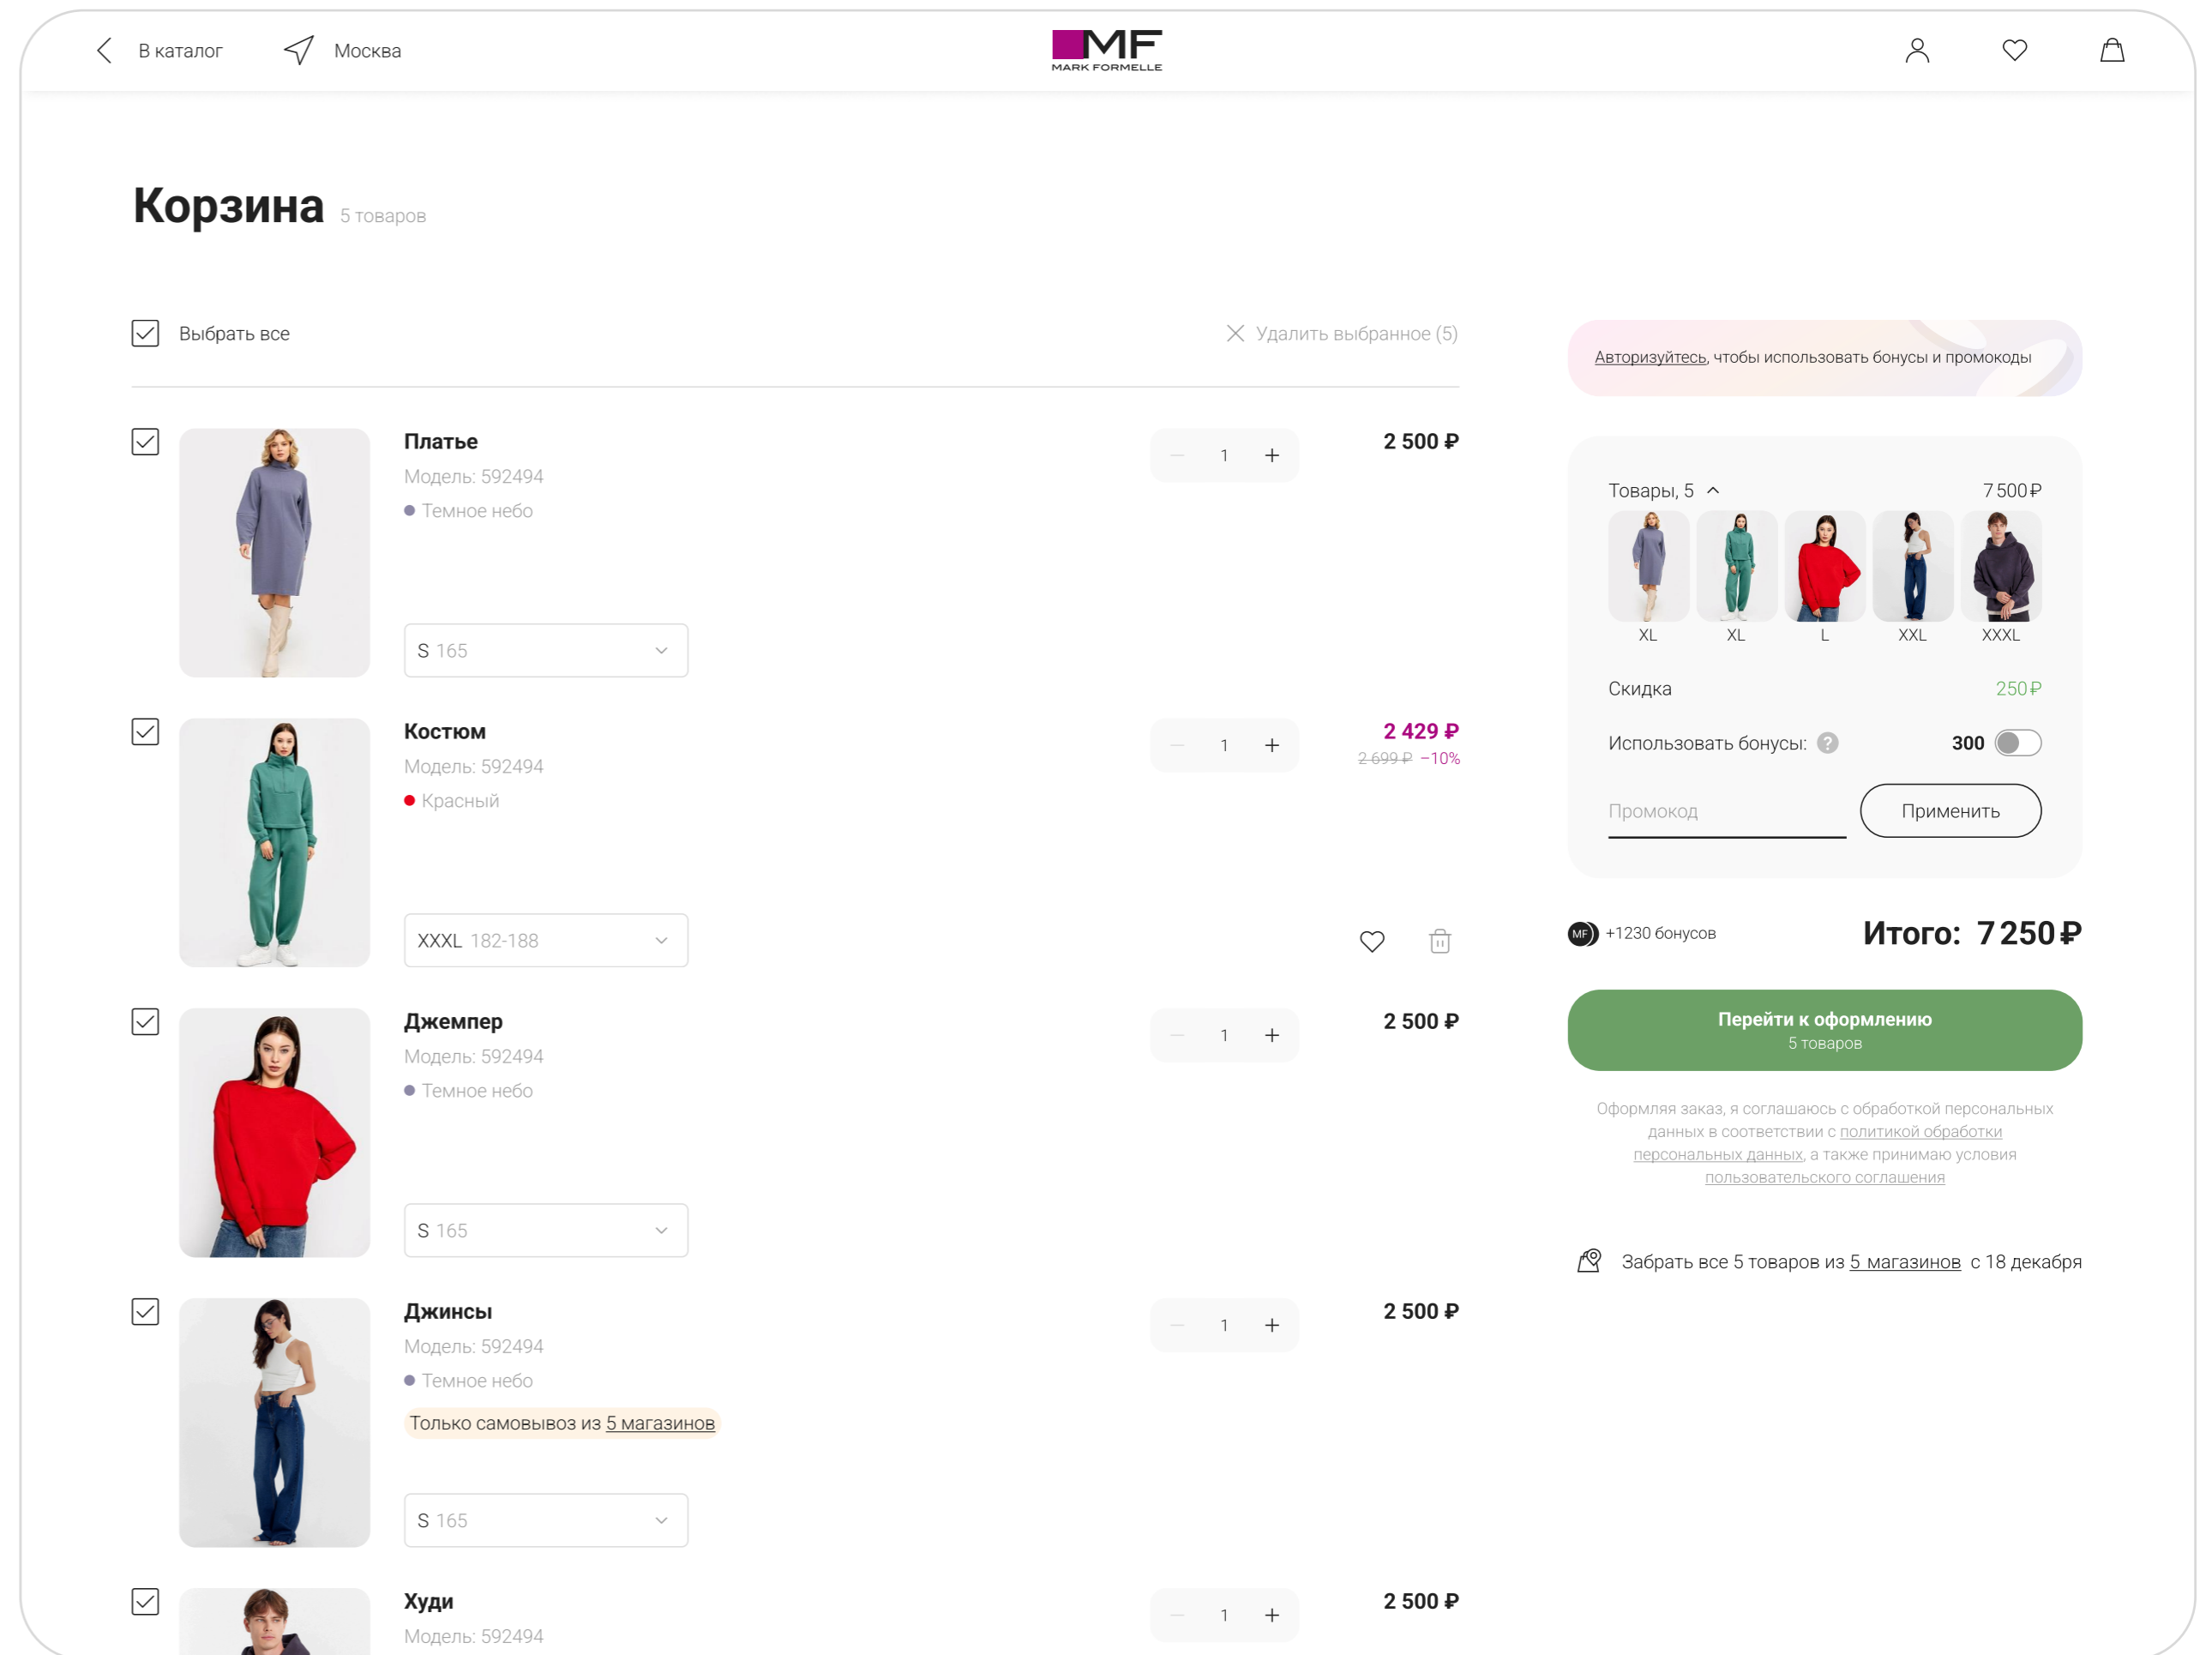 В каталог
Москва
MF
MARK FORMELLE
Корзина 5 товаров
Выбрать все
Удалить выбранное (5)
Платье
Модель: 592494
Темное небо
S 165
1
2 500 ₽
Костюм
Модель: 592494
Красный
XXXL 182-188
1
2 429 ₽
2 699 ₽ −10%
Джемпер
Модель: 592494
Темное небо
S 165
1
2 500 ₽
Джинсы
Модель: 592494
Темное небо
Только самовывоз из 5 магазинов
S 165
1
2 500 ₽
Худи
Модель: 592494
1
2 500 ₽
Авторизуйтесь, чтобы использовать бонусы и промокоды
Товары, 5 7 500 ₽
XL XL L XXL XXXL
Скидка 250 ₽
Использовать бонусы: ? 300
Промокод Применить
MF +1230 бонусов Итого: 7 250 ₽
Перейти к оформлению
5 товаров
Оформляя заказ, я соглашаюсь с обработкой персональных
данных в соответствии с политикой обработки
персональных данных, а также принимаю условия
пользовательского соглашения
Забрать все 5 товаров из 5 магазинов с 18 декабря